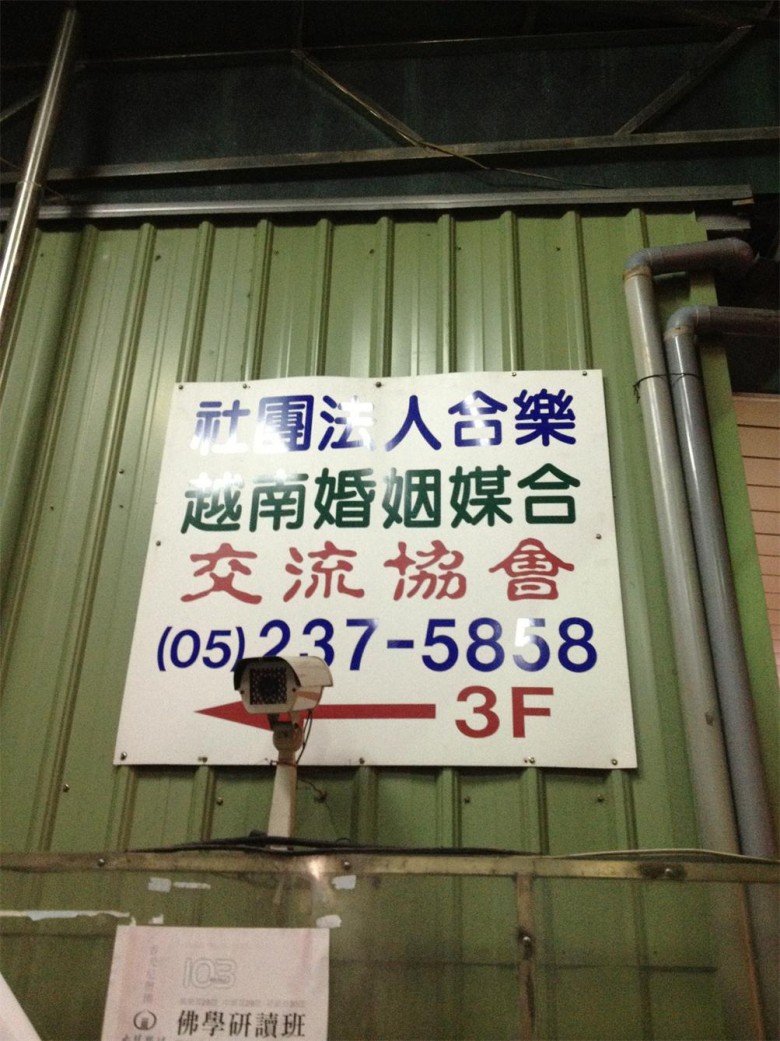 社團法人合樂
越南婚姻媒合
交流協會
(05)237-5858
3F
103
佛學研讀班